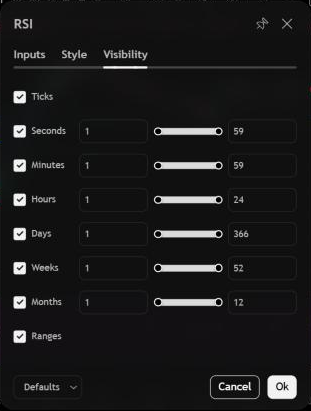 RSI
Inputs Style Visibility
Ticks
Seconds 1 59
Minutes 1 59
Hours 1 24
Days 1 366
Weeks 1 52
Months 1 12
Ranges
Defaults Cancel Ok